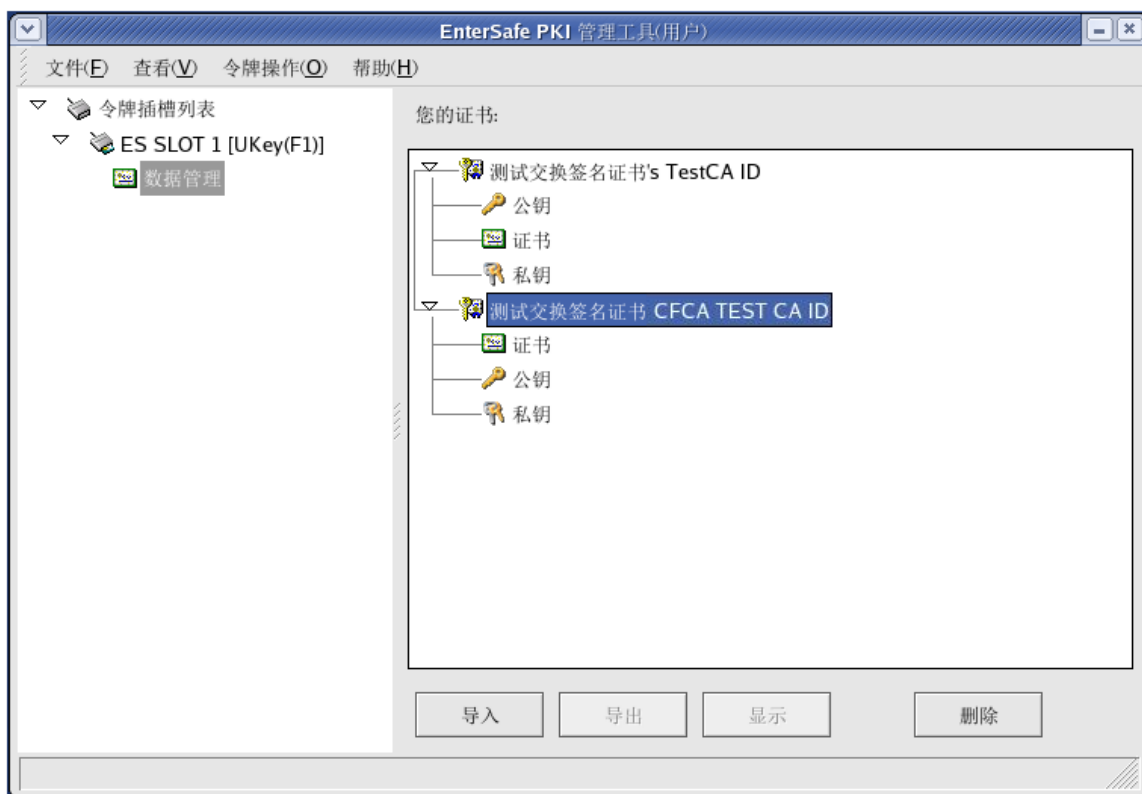 EnterSafe PKI 管理工具(用户)
文件(F) 查看(V) 令牌操作(O) 帮助(H)
令牌插槽列表
ES SLOT 1 [UKey(F1)]
数据管理
您的证书:
测试交换签名证书's TestCA ID
公钥
证书
私钥
测试交换签名证书 CFCA TEST CA ID
证书
公钥
私钥
导入 导出 显示 删除